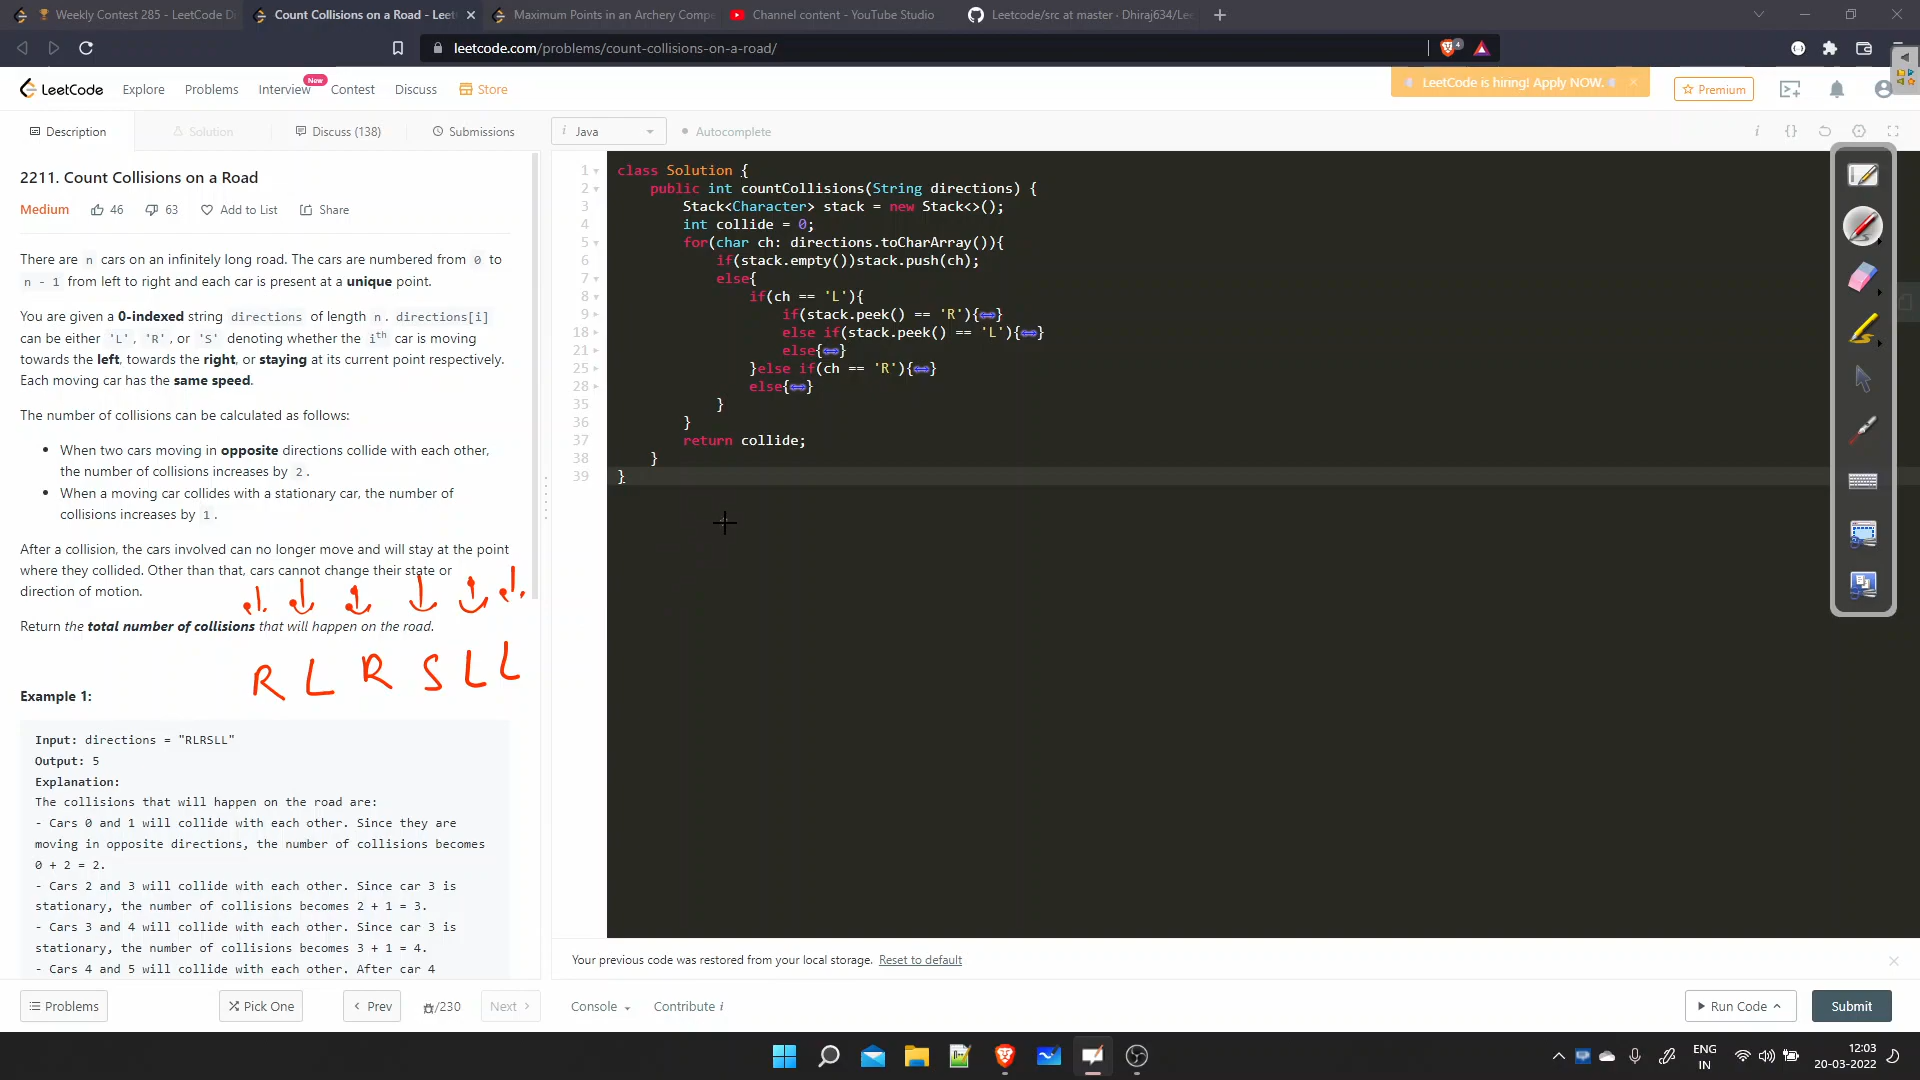 Weekly Contest 285 - LeetCode Di
Count Collisions on a Road - Leet
Maximum Points in an Archery Compe
Channel content - YouTube Studio
Leetcode/src at master · Dhiraj634/Lee
leetcode.com/problems/count-collisions-on-a-road/
4
LeetCode
Explore
Problems
Interview
New
Contest
Discuss
Store
LeetCode is hiring! Apply NOW.
Premium
Description
Solution
Discuss (138)
Submissions
i Java
Autocomplete
2211. Count Collisions on a Road
Medium 46 63 Add to List Share
There are n cars on an infinitely long road. The cars are numbered from 0 to
n - 1 from left to right and each car is present at a unique point.
You are given a 0-indexed string directions of length n. directions[i]
can be either 'L', 'R', or 'S' denoting whether the ith car is moving
towards the left, towards the right, or staying at its current point respectively.
Each moving car has the same speed.
The number of collisions can be calculated as follows:
• When two cars moving in opposite directions collide with each other,
the number of collisions increases by 2.
• When a moving car collides with a stationary car, the number of
collisions increases by 1.
After a collision, the cars involved can no longer move and will stay at the point
where they collided. Other than that, cars cannot change their state or
direction of motion.
Return the total number of collisions that will happen on the road.
R L R S L L
Example 1:
Input: directions = "RLRSLL"
Output: 5
Explanation:
The collisions that will happen on the road are:
- Cars 0 and 1 will collide with each other. Since they are
moving in opposite directions, the number of collisions becomes
0 + 2 = 2.
- Cars 2 and 3 will collide with each other. Since car 3 is
stationary, the number of collisions becomes 2 + 1 = 3.
- Cars 3 and 4 will collide with each other. Since car 3 is
stationary, the number of collisions becomes 3 + 1 = 4.
- Cars 4 and 5 will collide with each other. After car 4
1 class Solution {
2 public int countCollisions(String directions) {
3 Stack<Character> stack = new Stack<>();
4 int collide = 0;
5 for(char ch: directions.toCharArray()){
6 if(stack.empty())stack.push(ch);
7 else{
8 if(ch == 'L'){
9 if(stack.peek() == 'R'){}
18 else if(stack.peek() == 'L'){}
21 else{}
25 }else if(ch == 'R'){}
28 else{}
35 }
36 }
37 return collide;
38 }
39 }
Your previous code was restored from your local storage. Reset to default
Problems
Pick One
< Prev
/230
Next >
Console
Contribute i
Run Code
Submit
ENG
IN
12:03
20-03-2022